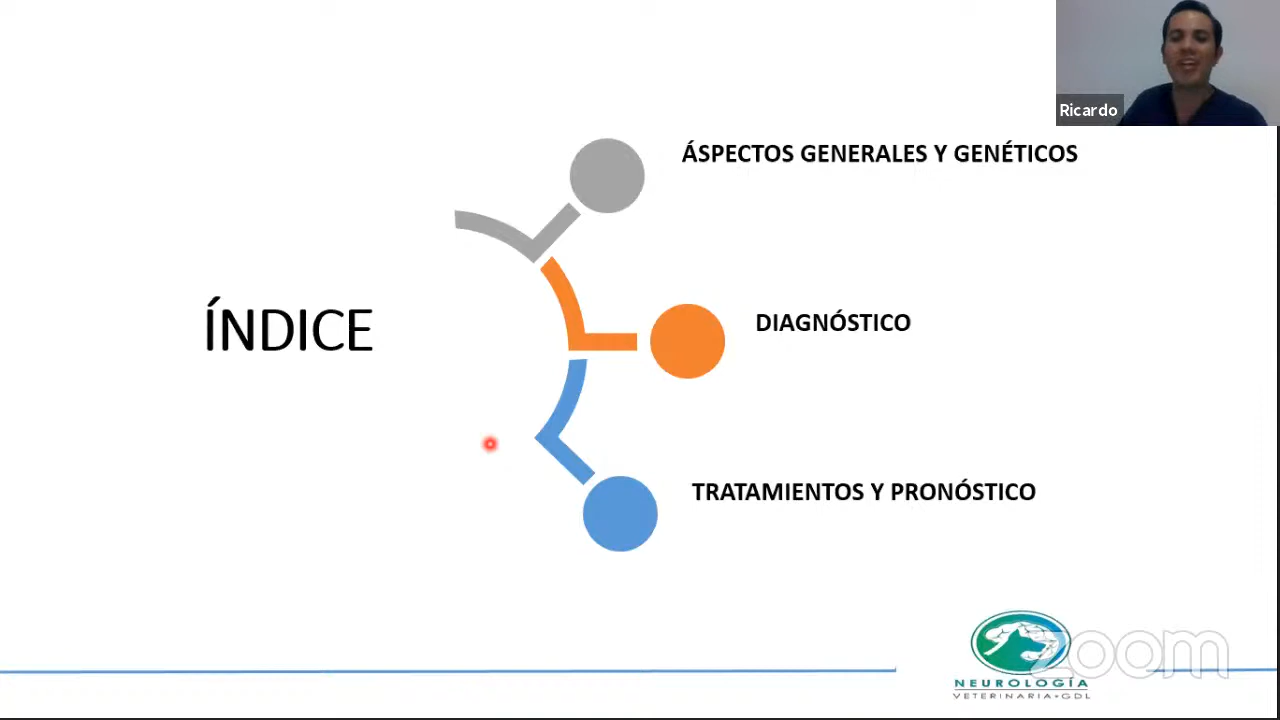 Ricardo
ÁSPECTOS GENERALES Y GENÉTICOS
ÍNDICE
DIAGNÓSTICO
TRATAMIENTOS Y PRONÓSTICO
zoom
NEUROLOGÍA
VETERINARIA•GDL